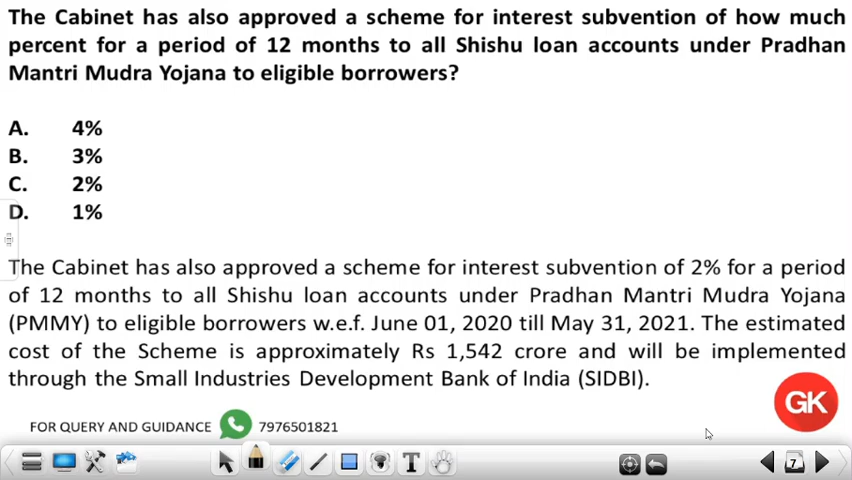 The Cabinet has also approved a scheme for interest subvention of how much
percent for a period of 12 months to all Shishu loan accounts under Pradhan
Mantri Mudra Yojana to eligible borrowers?
A. 4%
B. 3%
C. 2%
D. 1%
The Cabinet has also approved a scheme for interest subvention of 2% for a period
of 12 months to all Shishu loan accounts under Pradhan Mantri Mudra Yojana
(PMMY) to eligible borrowers w.e.f. June 01, 2020 till May 31, 2021. The estimated
cost of the Scheme is approximately Rs 1,542 crore and will be implemented
through the Small Industries Development Bank of India (SIDBI).
GK
FOR QUERY AND GUIDANCE 7976501821
T 7